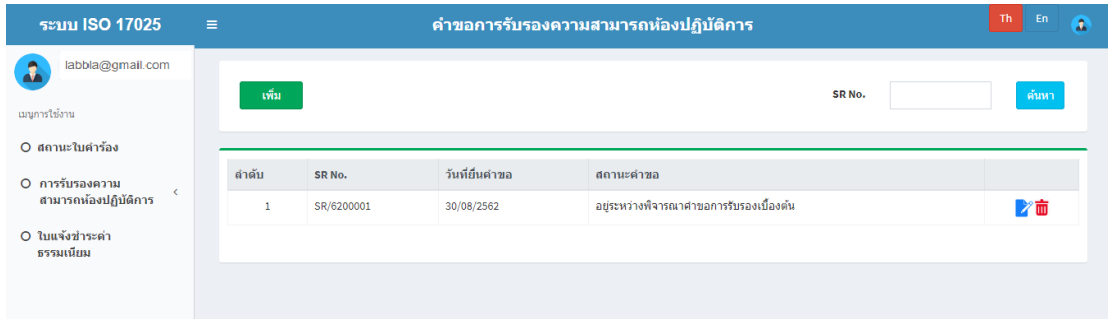 ระบบ ISO 17025
คำขอการรับรองความสามารถห้องปฏิบัติการ
Th En
labbla@gmail.com
เมนูการใช้งาน
สถานะใบคำร้อง
การรับรองความ
สามารถห้องปฏิบัติการ
ใบแจ้งชำระค่า
ธรรมเนียม
เพิ่ม SR No. ค้นหา
ลำดับ SR No. วันที่ยื่นคำขอ สถานะคำขอ
1 SR/6200001 30/08/2562 อยู่ระหว่างพิจารณาคำขอการรับรองเบื้องต้น